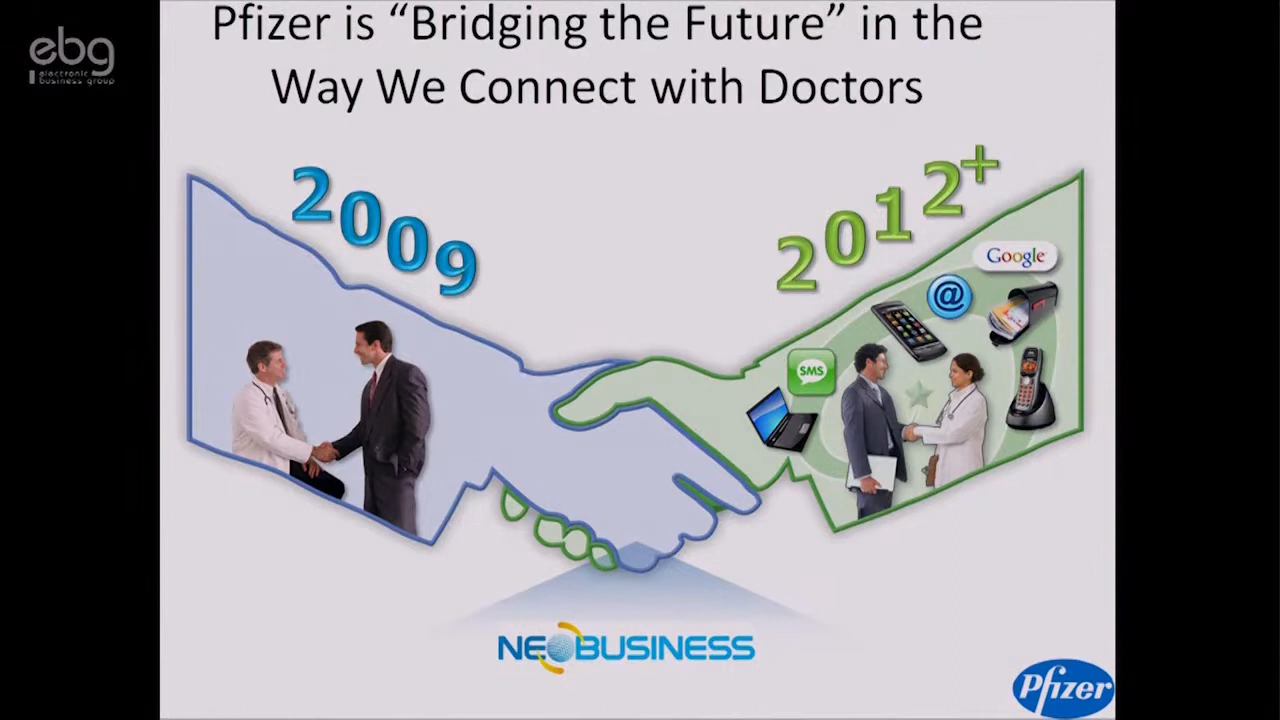 ebg
electronic
business group
Pfizer is “Bridging the Future” in the
Way We Connect with Doctors
2009
2012+
Google
@
SMS
NEOBUSINESS
Pfizer